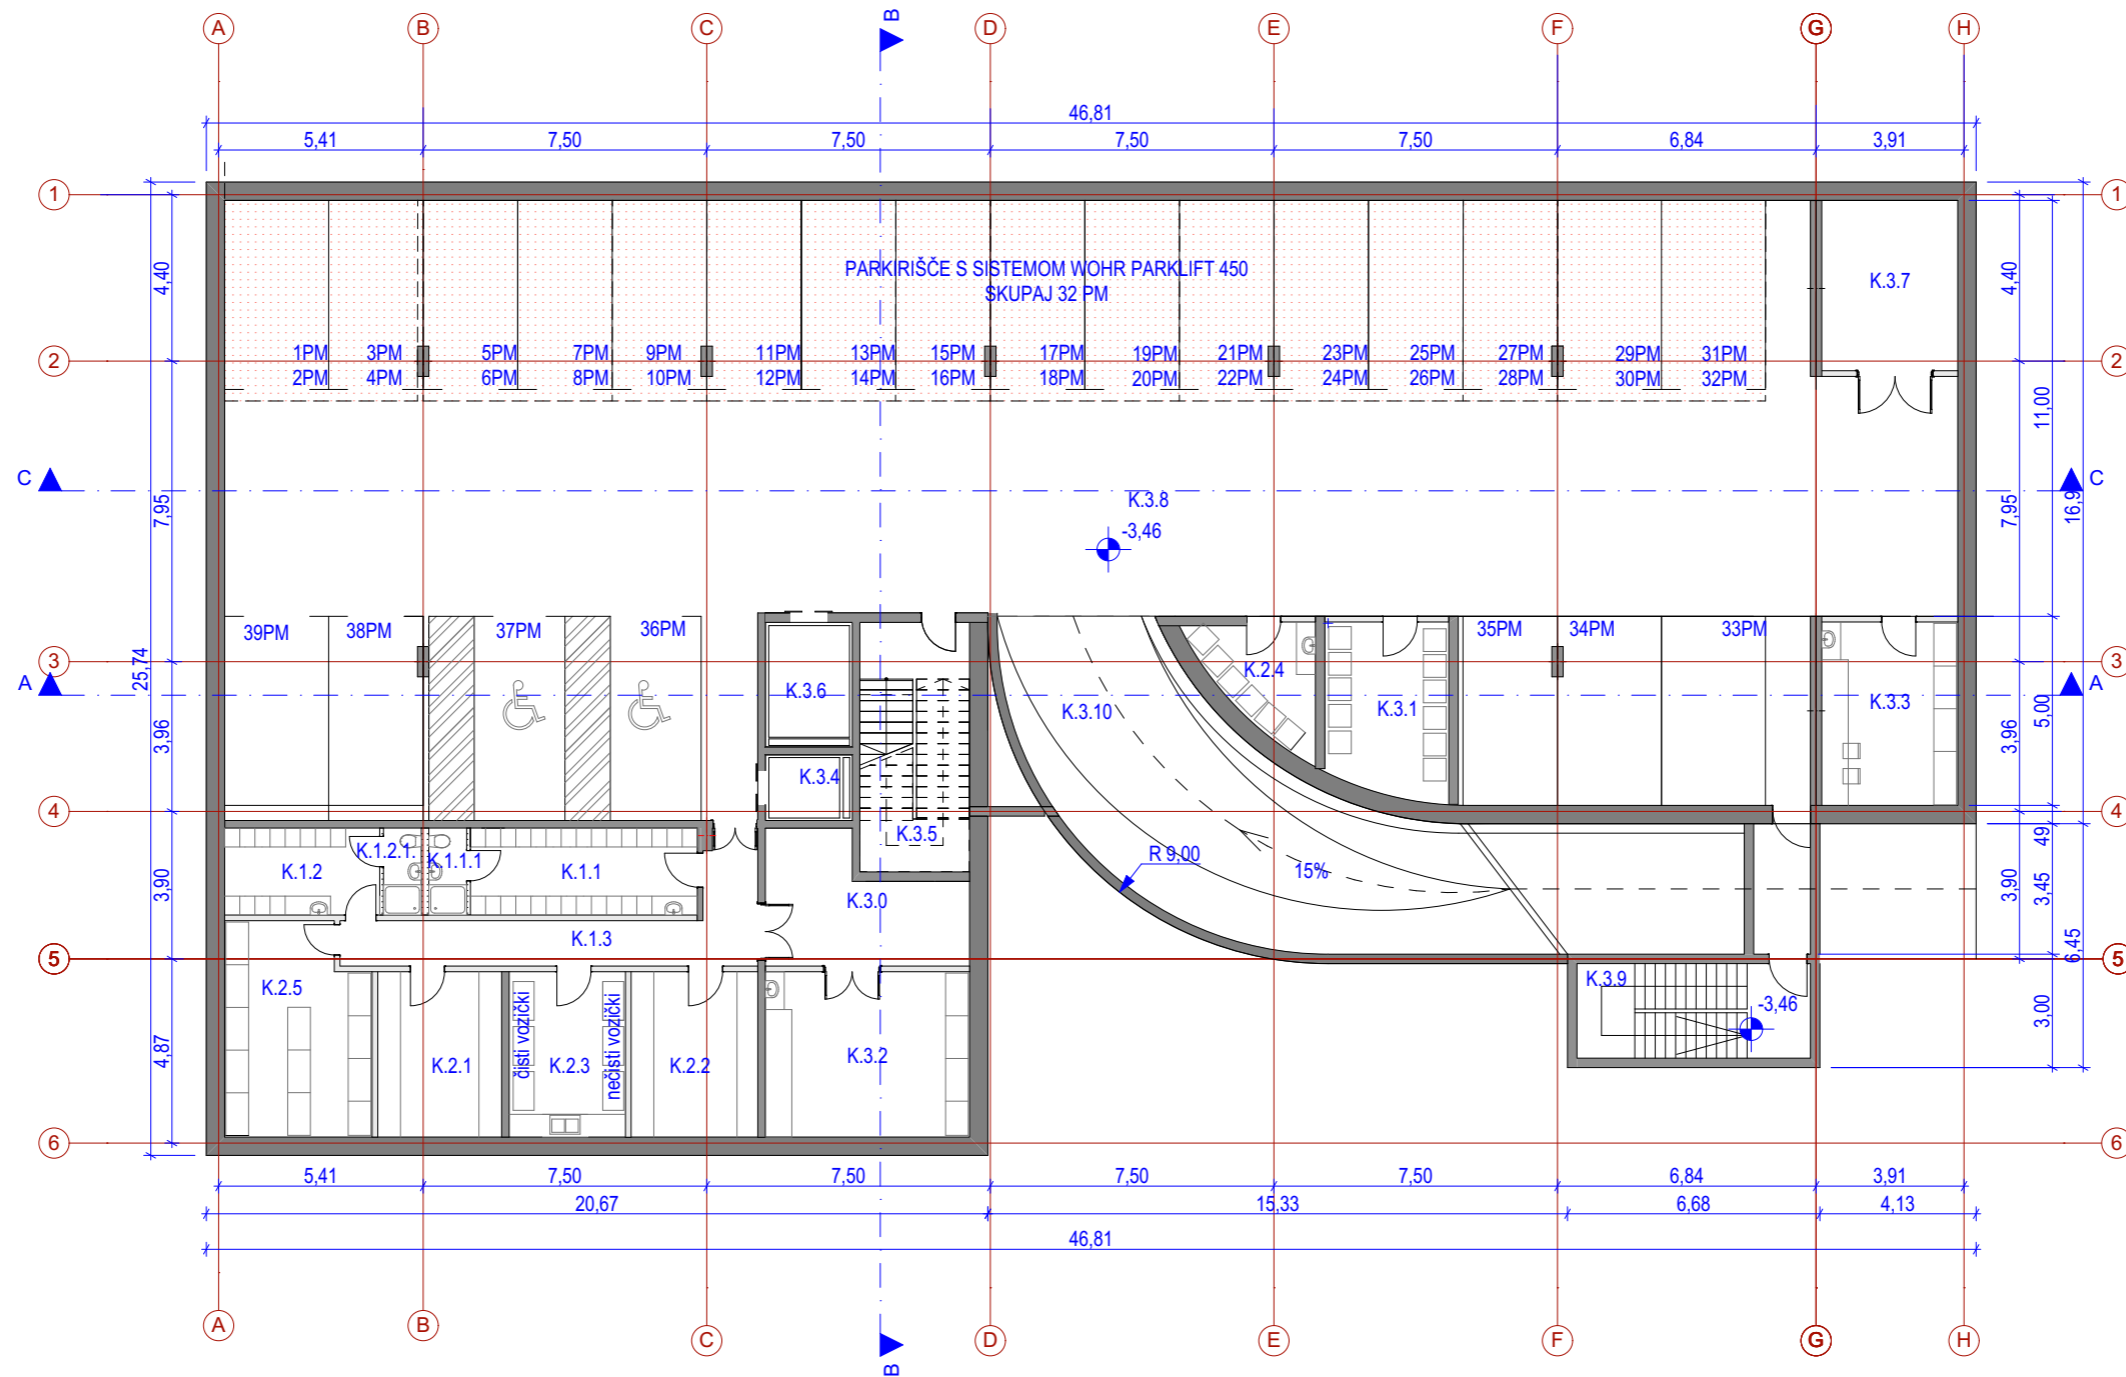 A B C B D E F G H
46,81
5,41 7,50 7,50 7,50 7,50 6,84 3,91
1 1
4,40 4,40
PARKIRIŠČE S SISTEMOM WOHR PARKLIFT 450
SKUPAJ 32 PM
K.3.7
2 2
1PM 3PM 5PM 7PM 9PM 11PM 13PM 15PM 17PM 19PM 21PM 23PM 25PM 27PM 29PM 31PM
2PM 4PM 6PM 8PM 10PM 12PM 14PM 16PM 18PM 20PM 22PM 24PM 26PM 28PM 30PM 32PM
11,00
C C
K.3.8
7,95 7,95
-3,46
39PM 38PM 37PM 36PM 35PM 34PM 33PM
3 3
25,74
K.2.4
A A
K.3.6 K.3.10 K.3.1 K.3.3
3,96 3,96 5,00
K.3.4
4 4
K.3.5 49
K.1.2.1. K.1.1.1
K.1.2 K.1.1 R 9,00 15%
3,90 K.3.0 3,90 3,45
K.1.3
6,45
5 5
K.2.5 K.3.9
-3,46
3,00
čisti vozički nečisti vozički
4,87
K.2.1 K.2.3 K.2.2 K.3.2
6 6
5,41 7,50 7,50 7,50 7,50 6,84 3,91
20,67 15,33 6,68 4,13
46,81
A B C B D E F G H